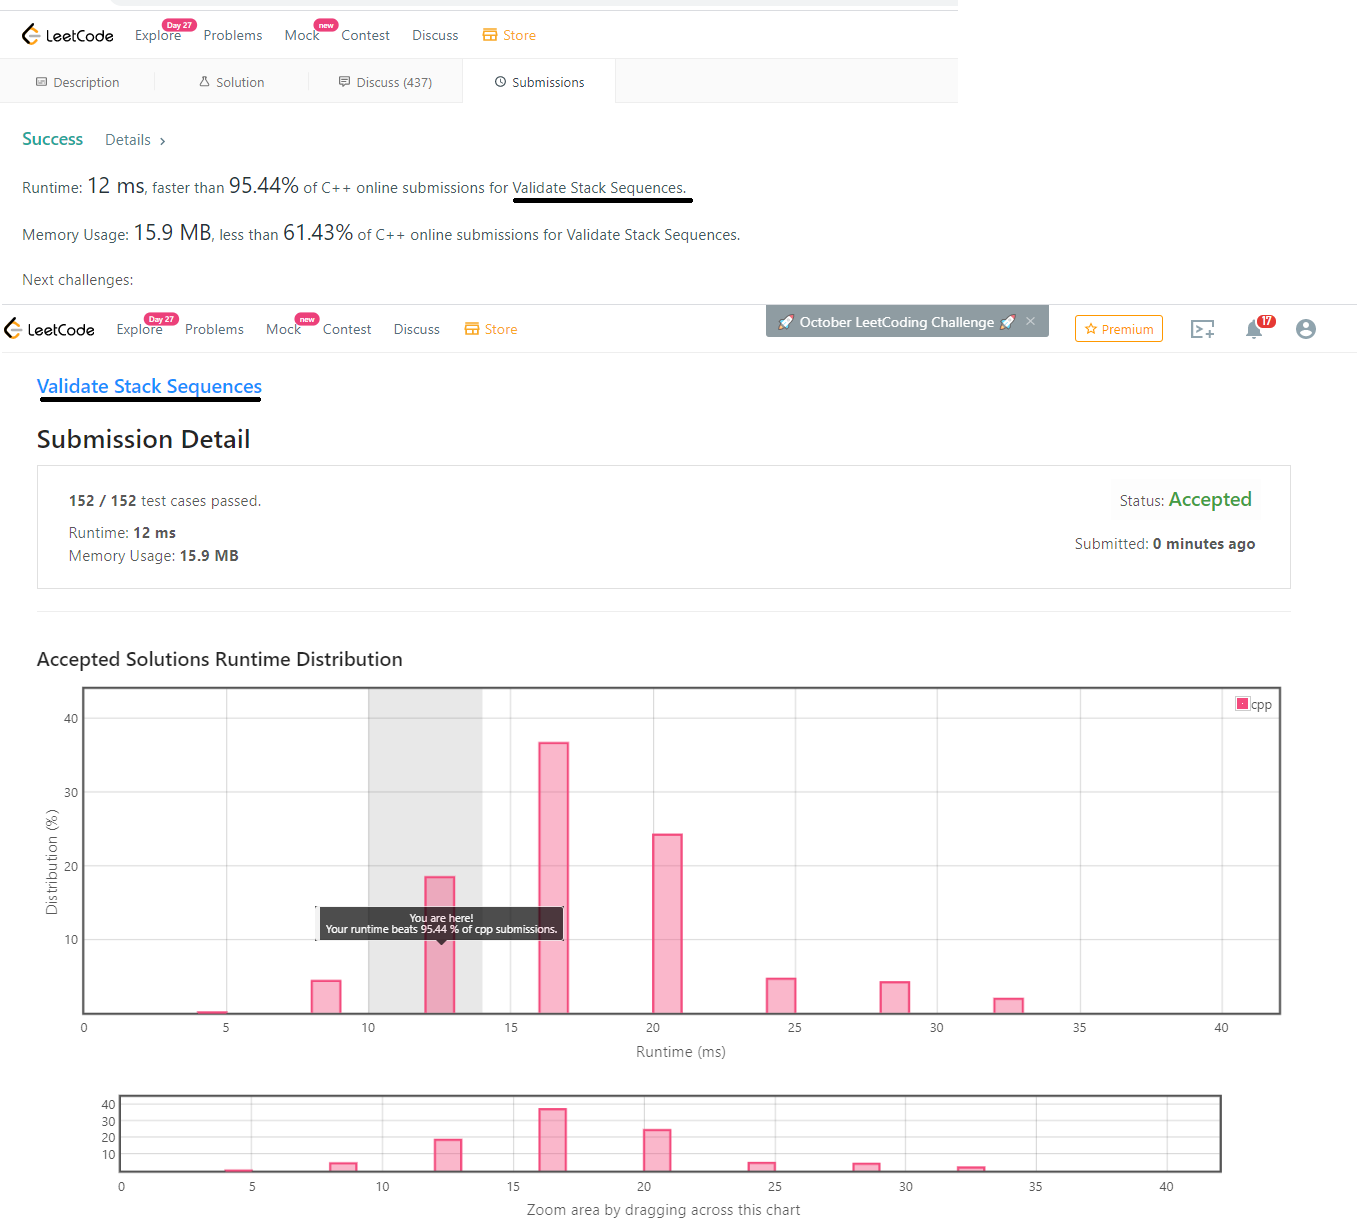 LeetCode Explore Day 27 Problems Mock new Contest Discuss Store
Description Solution Discuss (437) Submissions
Success Details >
Runtime: 12 ms, faster than 95.44% of C++ online submissions for Validate Stack Sequences.
Memory Usage: 15.9 MB, less than 61.43% of C++ online submissions for Validate Stack Sequences.
Next challenges:
LeetCode Explore Day 27 Problems Mock new Contest Discuss Store 🚀 October LeetCoding Challenge 🚀 × Premium 17
Validate Stack Sequences
Submission Detail
152 / 152 test cases passed.
Status: Accepted
Runtime: 12 ms
Memory Usage: 15.9 MB
Submitted: 0 minutes ago
Accepted Solutions Runtime Distribution
cpp
40
30
20
10
Distribution (%)
You are here!
Your runtime beats 95.44 % of cpp submissions.
0 5 10 15 20 25 30 35 40
Runtime (ms)
40
30
20
10
0 5 10 15 20 25 30 35 40
Zoom area by dragging across this chart